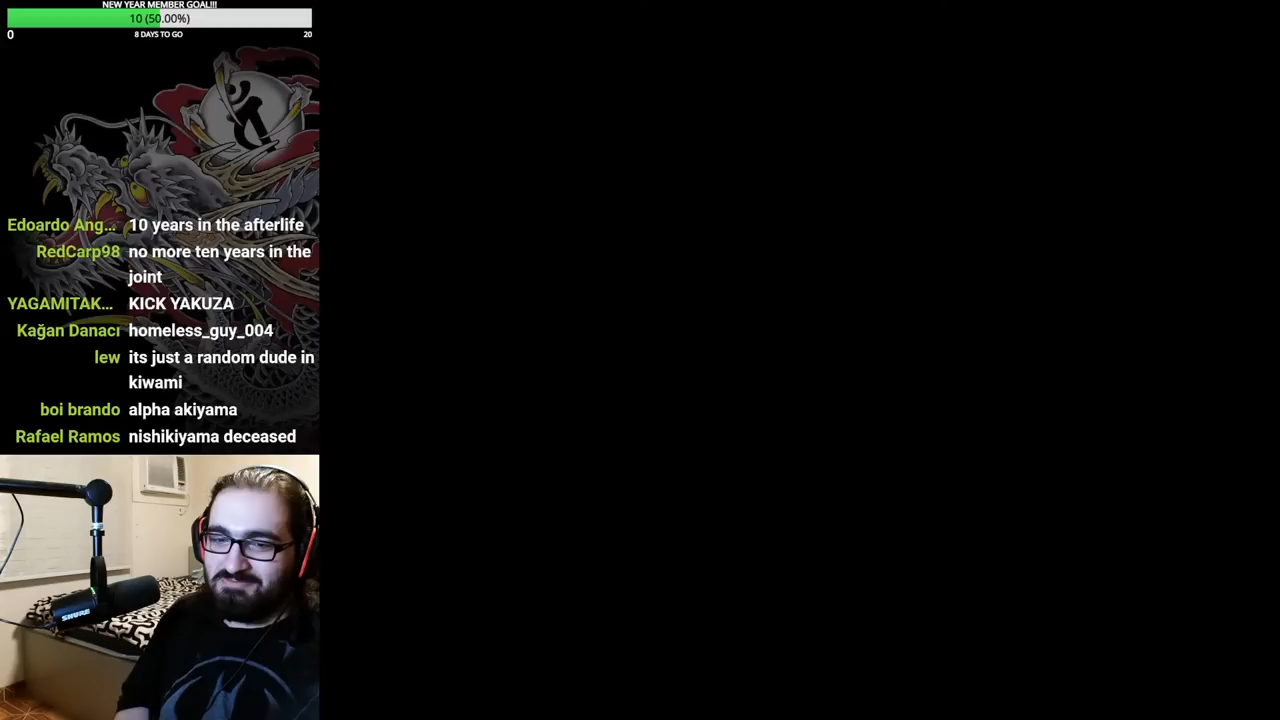 NEW YEAR MEMBER GOAL!!!
10 (50.00%)
0 8 DAYS TO GO 20
Edoardo Ang... 10 years in the afterlife
RedCarp98 no more ten years in the
joint
YAGAMITAK... KICK YAKUZA
Kağan Danacı homeless_guy_004
lew its just a random dude in
kiwami
boi brando alpha akiyama
Rafael Ramos nishikiyama deceased
SHURE